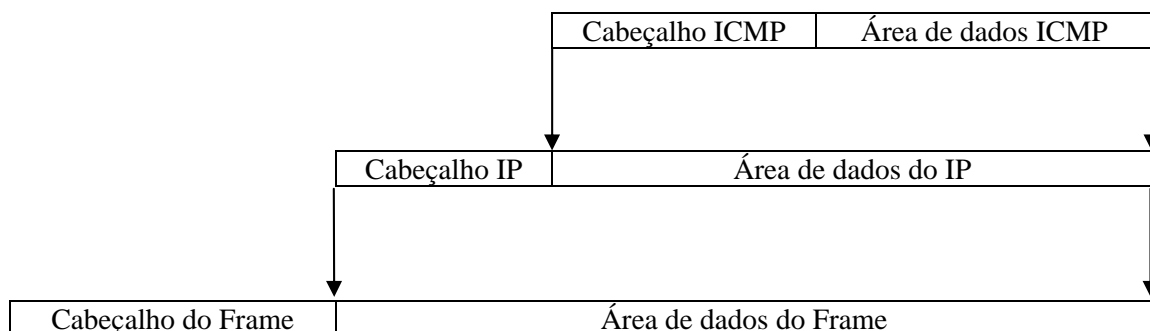 Cabeçalho ICMP Área de dados ICMP
Cabeçalho IP Área de dados do IP
Cabeçalho do Frame Área de dados do Frame